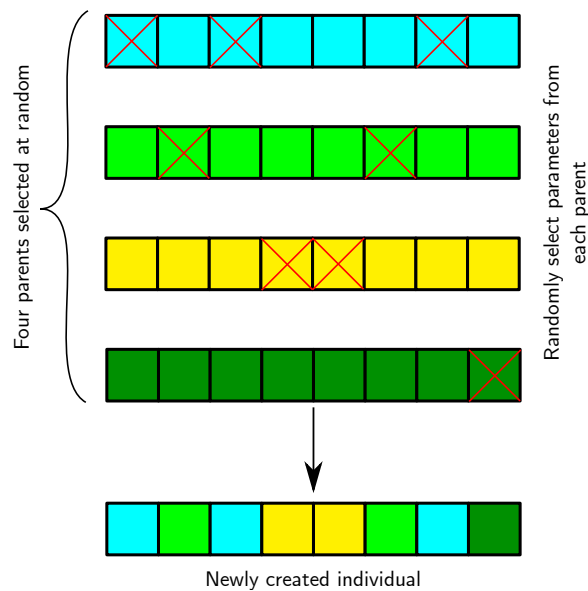 Four parents selected at random
Randomly select parameters from
each parent
Newly created individual